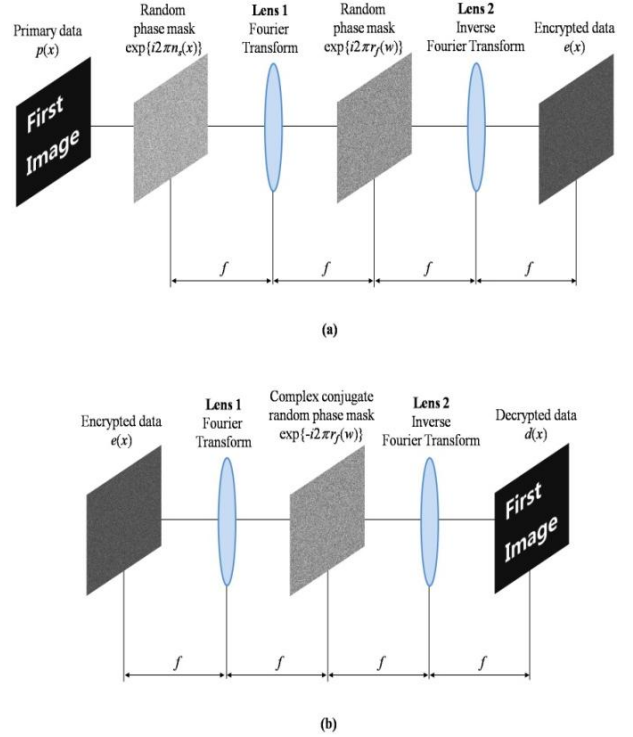 Primary data
p(x)
Random
phase mask
exp{i2πnₛ(x)}
Lens 1
Fourier
Transform
Random
phase mask
exp{i2πr_f(w)}
Lens 2
Inverse
Fourier Transform
Encrypted data
e(x)
First
Image
f
f
f
f
(a)
Encrypted data
e(x)
Lens 1
Fourier
Transform
Complex conjugate
random phase mask
exp{-i2πr_f(w)}
Lens 2
Inverse
Fourier Transform
Decrypted data
d(x)
First
Image
f
f
f
f
(b)